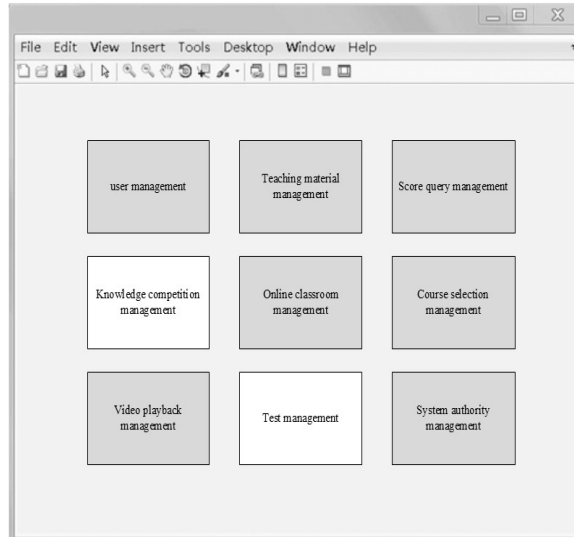 File Edit View Insert Tools Desktop Window Help
user management
Teaching material
management
Score query management
Knowledge competition
management
Online classroom
management
Course selection
management
Video playback
management
Test management
System authority
management